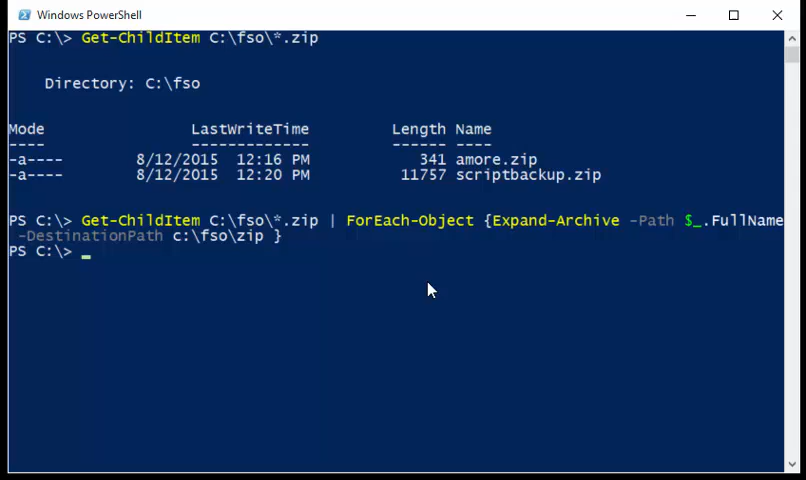 Windows PowerShell
PS C:\> Get-ChildItem C:\fso\*.zip
Directory: C:\fso
Mode LastWriteTime Length Name
---- ------------- ------ ----
-a---- 8/12/2015 12:16 PM 341 amore.zip
-a---- 8/12/2015 12:20 PM 11757 scriptbackup.zip
PS C:\> Get-ChildItem C:\fso\*.zip | ForEach-Object {Expand-Archive -Path $_.FullName
-DestinationPath c:\fso\zip }
PS C:\>